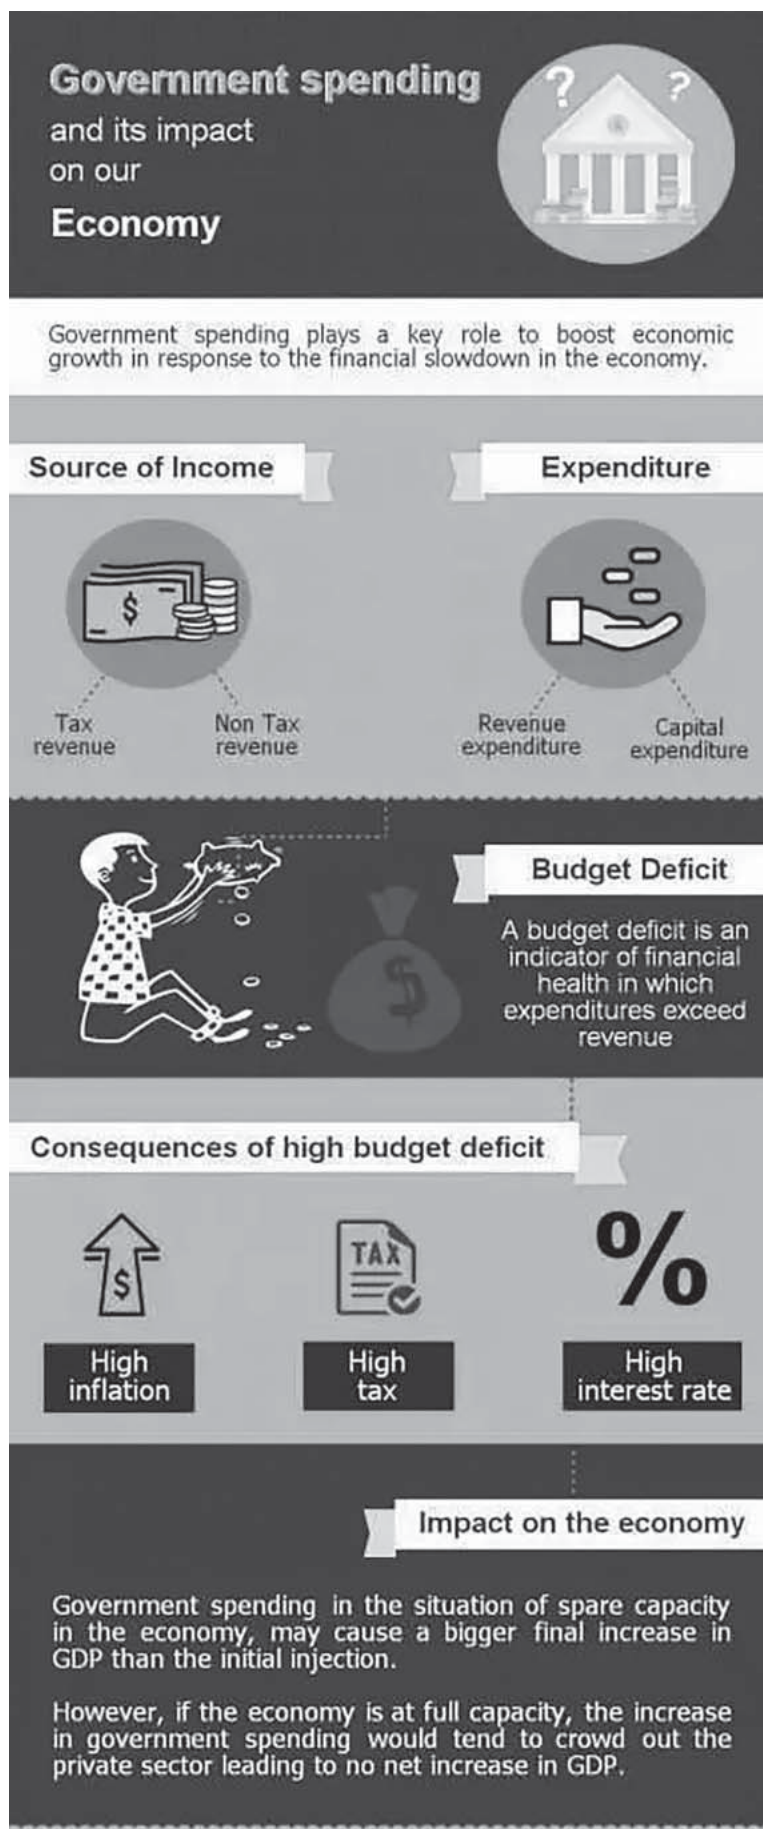 Government spending
and its impact
on our
Economy
Government spending plays a key role to boost economic
growth in response to the financial slowdown in the economy.
Source of Income
Expenditure
$
Tax
revenue
Non Tax
revenue
Revenue
expenditure
Capital
expenditure
Budget Deficit
A budget deficit is an
indicator of financial
health in which
expenditures exceed
revenue
$
Consequences of high budget deficit
$
TAX
%
High
inflation
High
tax
High
interest rate
Impact on the economy
Government spending in the situation of spare capacity
in the economy, may cause a bigger final increase in
GDP than the initial injection.
However, if the economy is at full capacity, the increase
in government spending would tend to crowd out the
private sector leading to no net increase in GDP.